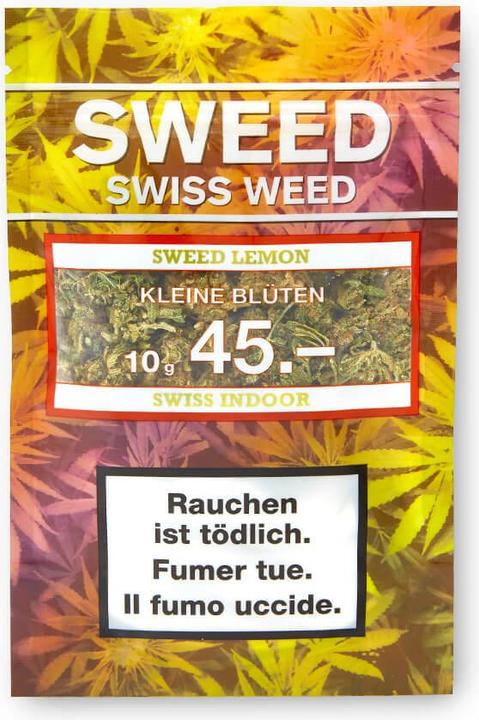 SWEED
SWISS WEED
SWEED LEMON
KLEINE BLÜTEN
10g 45.–
SWISS INDOOR
Rauchen
ist tödlich.
Fumer tue.
Il fumo uccide.